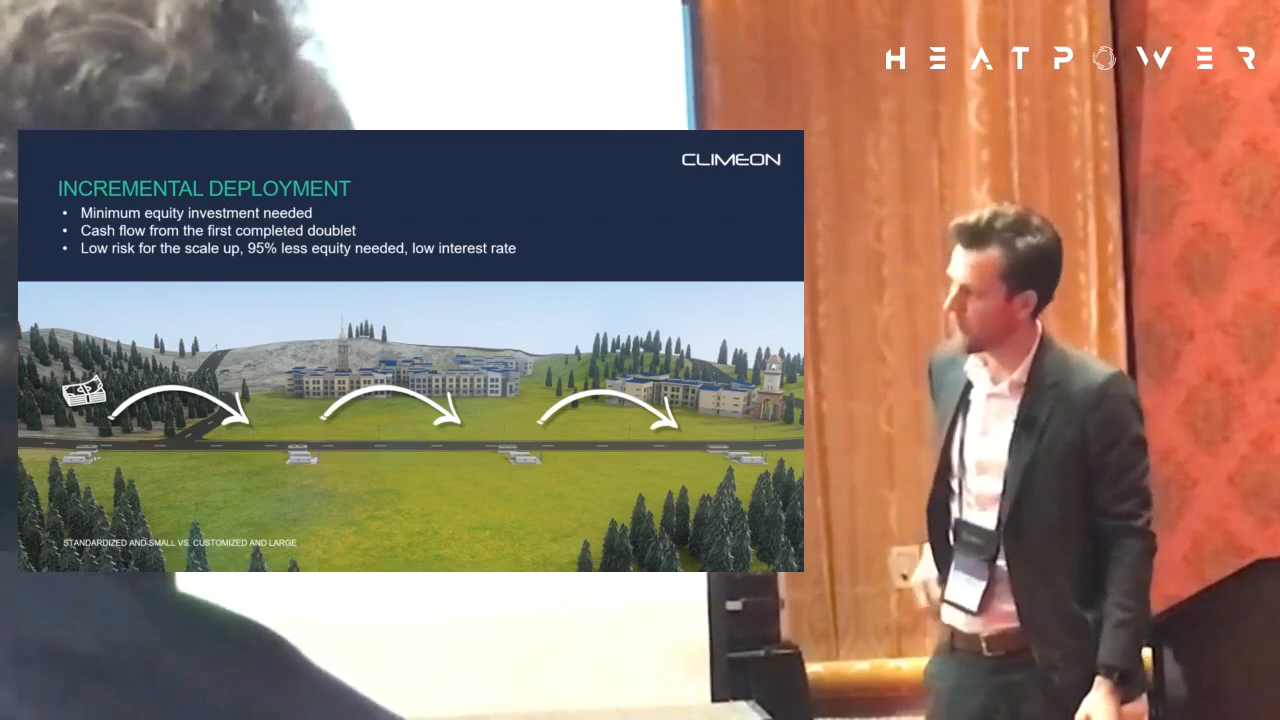 HEATPOWER
CLIMEON
INCREMENTAL DEPLOYMENT
• Minimum equity investment needed
• Cash flow from the first completed doublet
• Low risk for the scale up, 95% less equity needed, low interest rate
STANDARDIZED AND SMALL VS. CUSTOMIZED AND LARGE